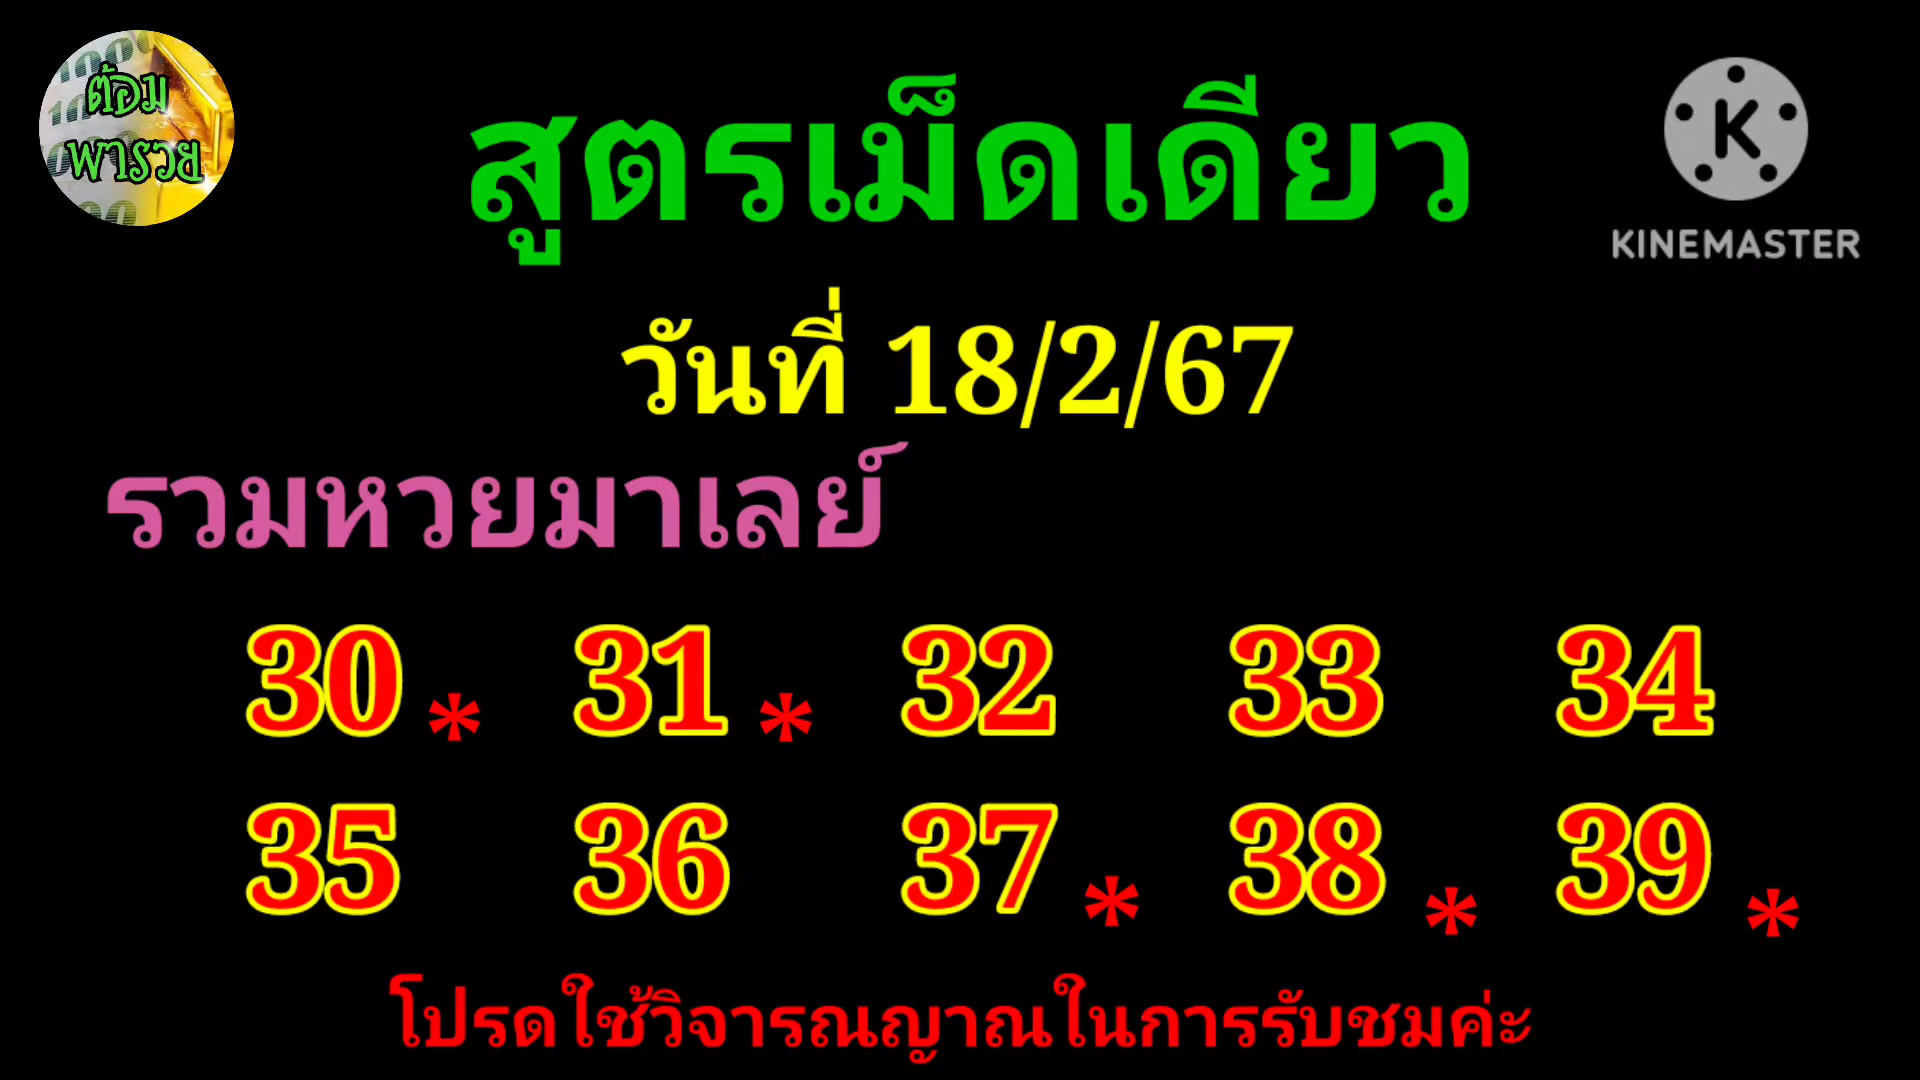 ต้อม
พารวย
สูตรเม็ดเดียว
KINEMASTER
วันที่ 18/2/67
รวมหวยมาเลย์
30 * 31 * 32 33 34
35 36 37 * 38 * 39 *
โปรดใช้วิจารณญาณในการรับชมค่ะ